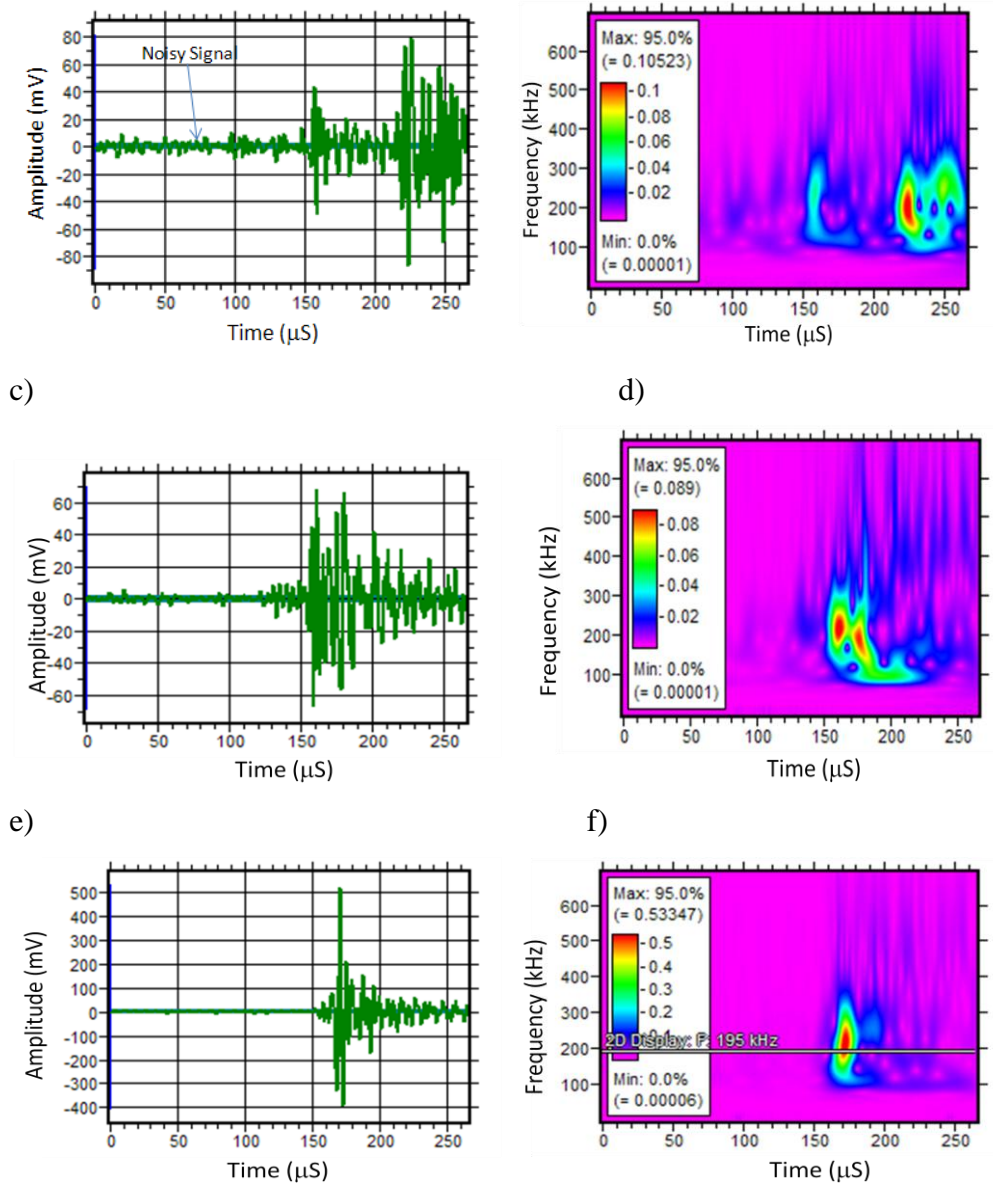 80
60
40
20
0
-20
-40
-60
-80
Noisy Signal
Amplitude (mV)
0 50 100 150 200 250
Time (μS)
Max: 95.0%
(= 0.10523)
0.1
0.08
0.06
0.04
0.02
Min: 0.0%
(= 0.00001)
600
500
400
300
200
100
Frequency (kHz)
0 50 100 150 200 250
Time (μS)
c)
d)
60
40
20
0
-20
-40
-60
Amplitude (mV)
0 50 100 150 200 250
Time (μS)
Max: 95.0%
(= 0.089)
0.08
0.06
0.04
0.02
Min: 0.0%
(= 0.00001)
600
500
400
300
200
100
Frequency (kHz)
0 50 100 150 200 250
Time (μS)
e)
f)
500
400
300
200
100
0
-100
-200
-300
-400
Amplitude (mV)
0 50 100 150 200 250
Time (μS)
Max: 95.0%
(= 0.53347)
0.5
0.4
0.3
0.2
2D Display: F: 195 kHz
Min: 0.0%
(= 0.00006)
600
500
400
300
200
100
Frequency (kHz)
0 50 100 150 200 250
Time (μS)